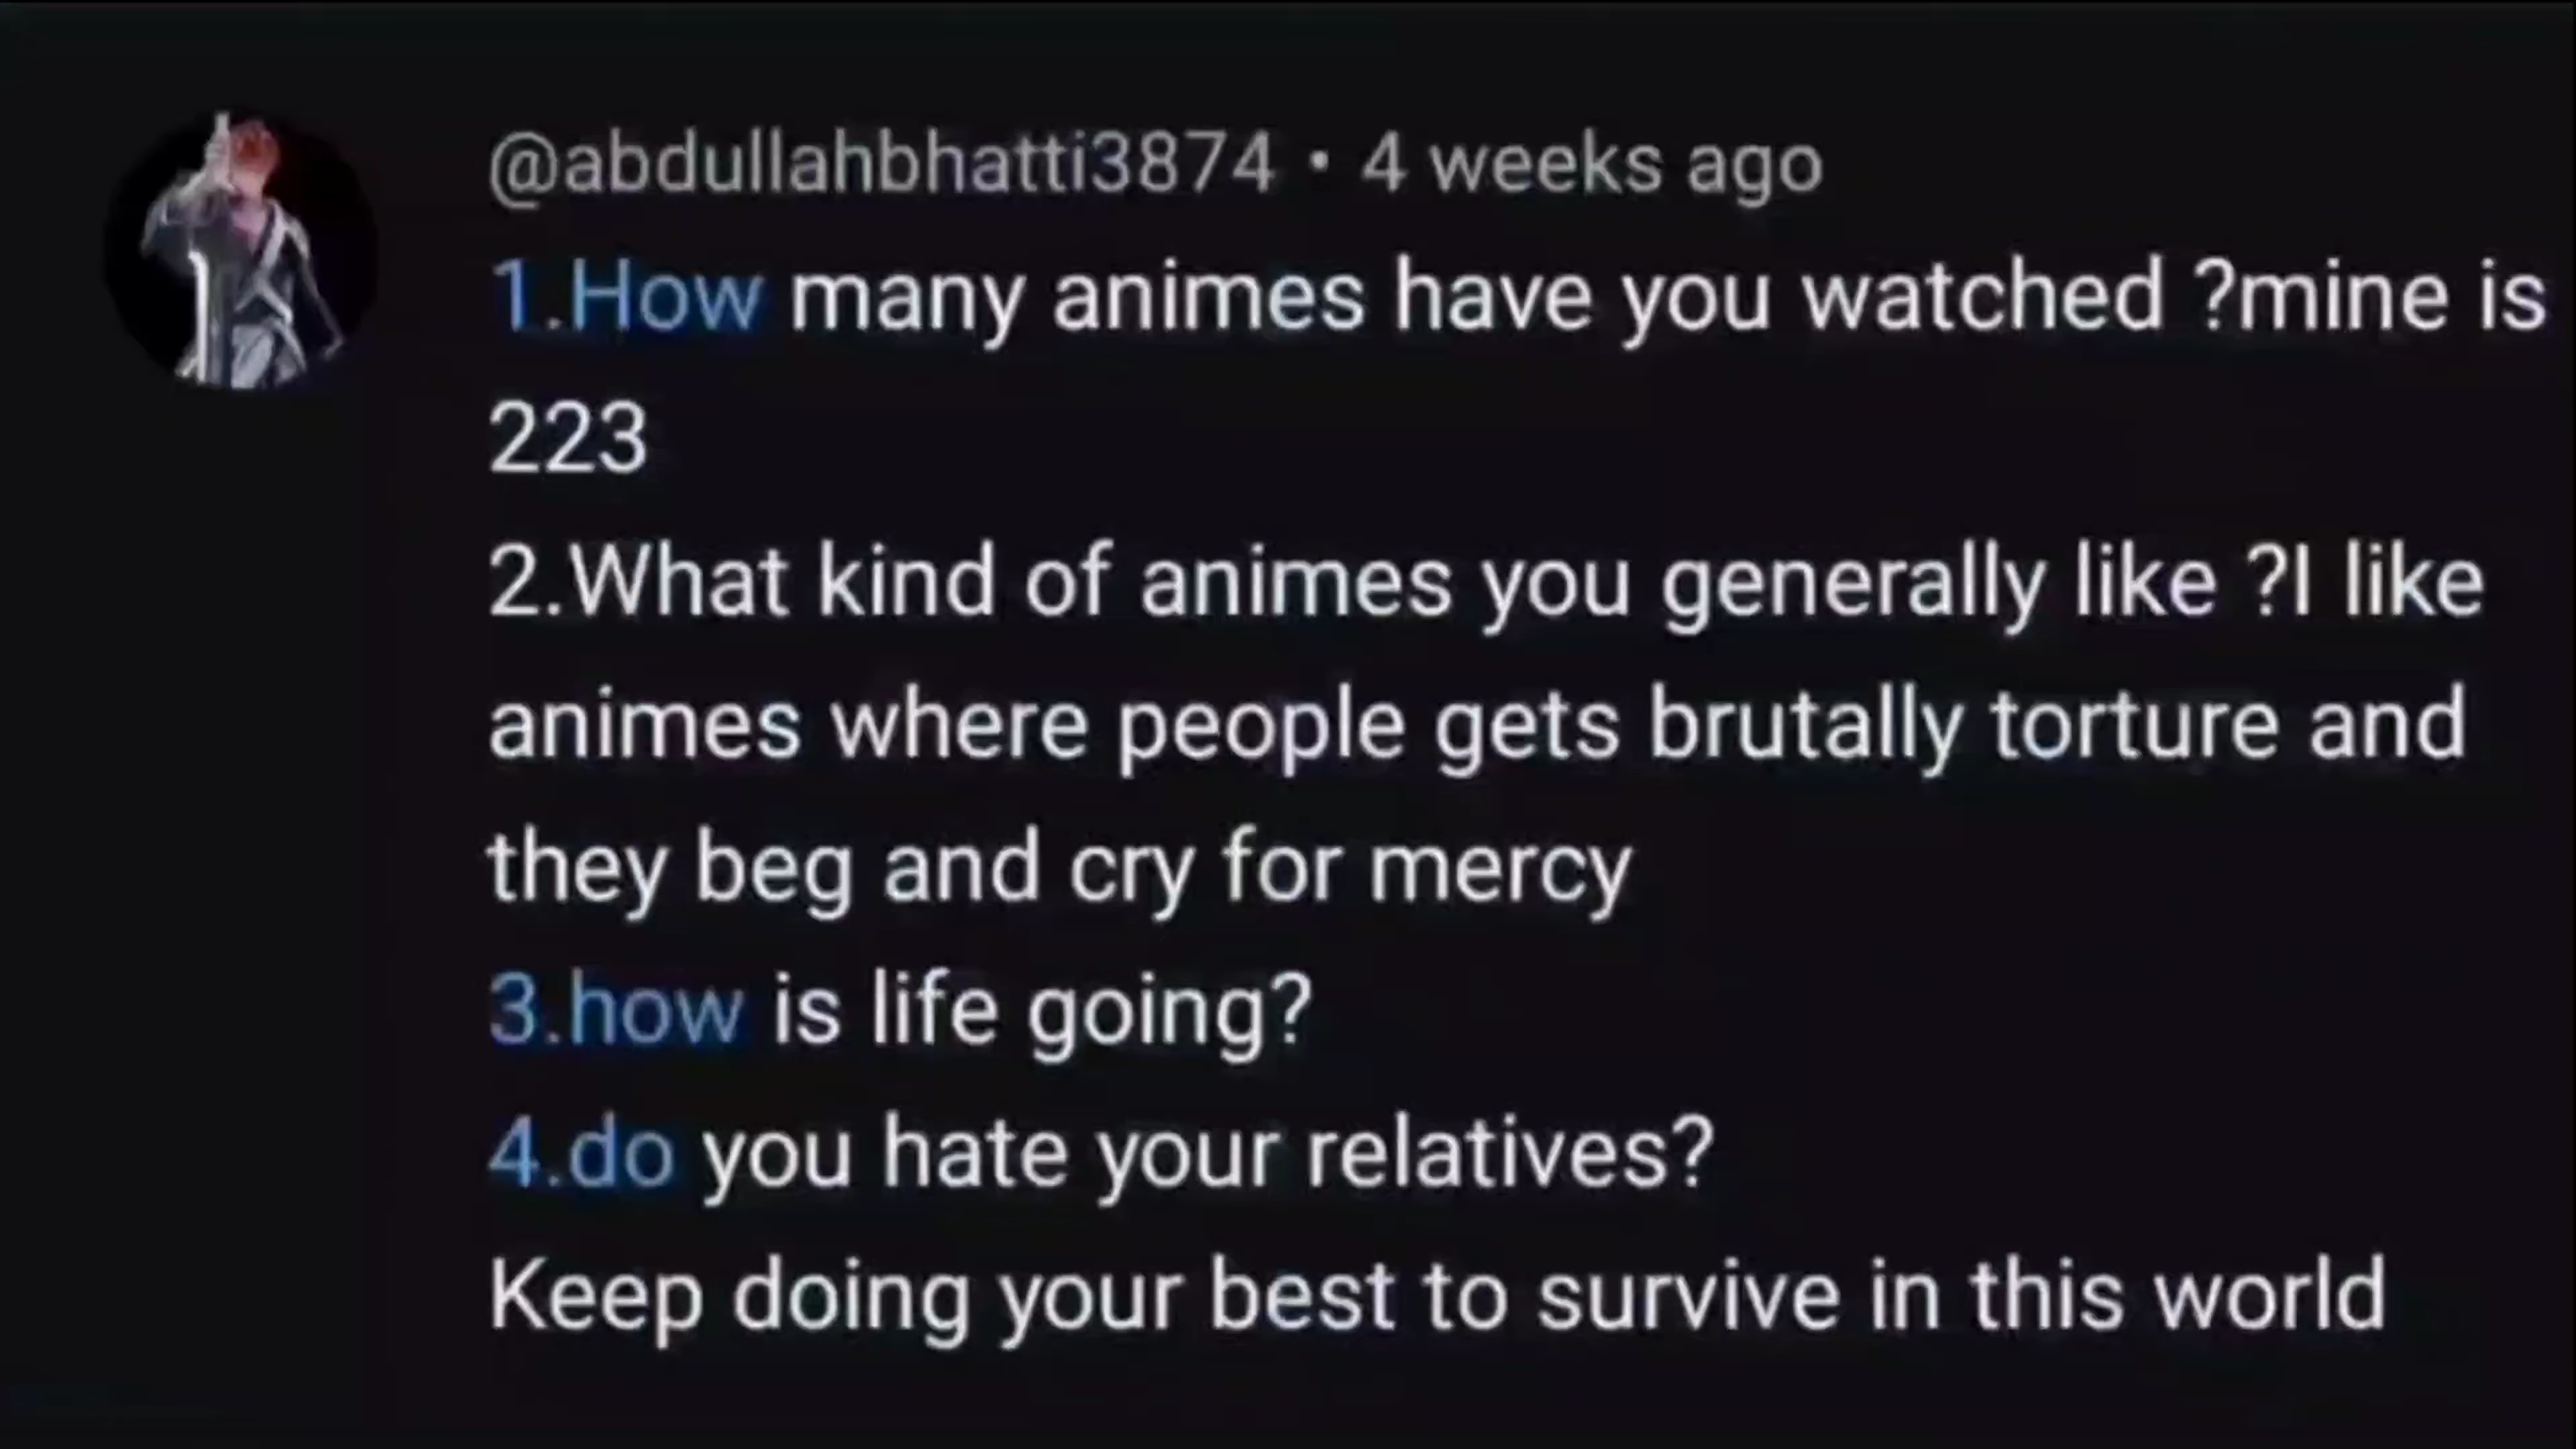 @abdullahbhatti3874 • 4 weeks ago
1.How many animes have you watched ?mine is
223
2.What kind of animes you generally like ?I like
animes where people gets brutally torture and
they beg and cry for mercy
3.how is life going?
4.do you hate your relatives?
Keep doing your best to survive in this world